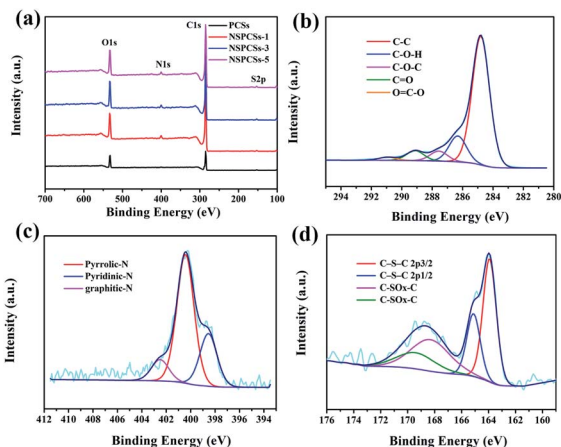 (a)
C1s
O1s
N1s
S2p
PCSs
NSPCSs-1
NSPCSs-3
NSPCSs-5
Intensity (a.u.)
700 600 500 400 300 200 100
Binding Energy (eV)
(b)
C-C
C-O-H
C-O-C
C=O
O=C-O
Intensity (a.u.)
294 292 290 288 286 284 282 280
Binding Energy (eV)
(c)
Pyrrolic-N
Pyridinic-N
graphitic-N
Intensity (a.u.)
412 410 408 406 404 402 400 398 396 394
Binding Energy (eV)
(d)
C–S–C 2p3/2
C–S–C 2p1/2
C-SOx-C
C-SOx-C
Intensity (a.u.)
176 174 172 170 168 166 164 162 160
Binding Energy (eV)